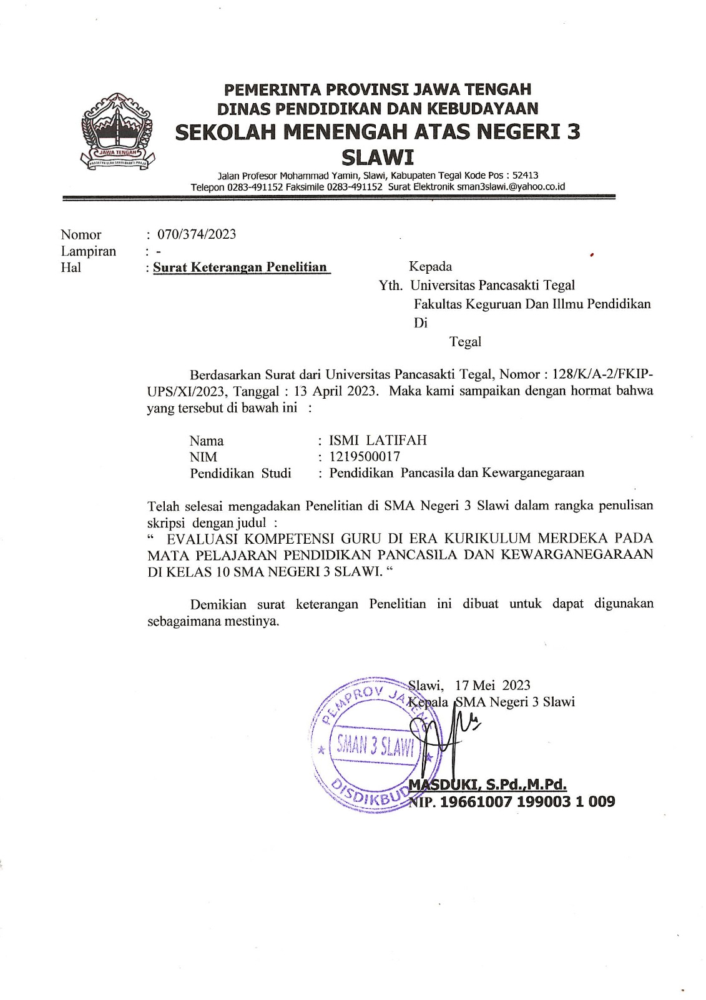 PEMERINTA PROVINSI JAWA TENGAH
DINAS PENDIDIKAN DAN KEBUDAYAAN
SEKOLAH MENENGAH ATAS NEGERI 3
SLAWI
Jalan Profesor Mohammad Yamin, Slawi, Kabupaten Tegal Kode Pos : 52413
Telepon 0283-491152 Faksimile 0283-491152 Surat Elektronik sman3slawi.@yahoo.co.id
JAWA TENGAH
Nomor : 070/374/2023
Lampiran : -
Hal : Surat Keterangan Penelitian
Kepada
Yth. Universitas Pancasakti Tegal
Fakultas Keguruan Dan Illmu Pendidikan
Di
Tegal
Berdasarkan Surat dari Universitas Pancasakti Tegal, Nomor : 128/K/A-2/FKIP-
UPS/XI/2023, Tanggal : 13 April 2023. Maka kami sampaikan dengan hormat bahwa
yang tersebut di bawah ini :
Nama : ISMI LATIFAH
NIM : 1219500017
Pendidikan Studi : Pendidikan Pancasila dan Kewarganegaraan
Telah selesai mengadakan Penelitian di SMA Negeri 3 Slawi dalam rangka penulisan
skripsi dengan judul :
“ EVALUASI KOMPETENSI GURU DI ERA KURIKULUM MERDEKA PADA
MATA PELAJARAN PENDIDIKAN PANCASILA DAN KEWARGANEGARAAN
DI KELAS 10 SMA NEGERI 3 SLAWI. “
Demikian surat keterangan Penelitian ini dibuat untuk dapat digunakan
sebagaimana mestinya.
Slawi, 17 Mei 2023
Kepala SMA Negeri 3 Slawi
PEMPROV JATENG
SMAN 3 SLAWI
DISDIKBUD
MASDUKI, S.Pd.,M.Pd.
NIP. 19661007 199003 1 009